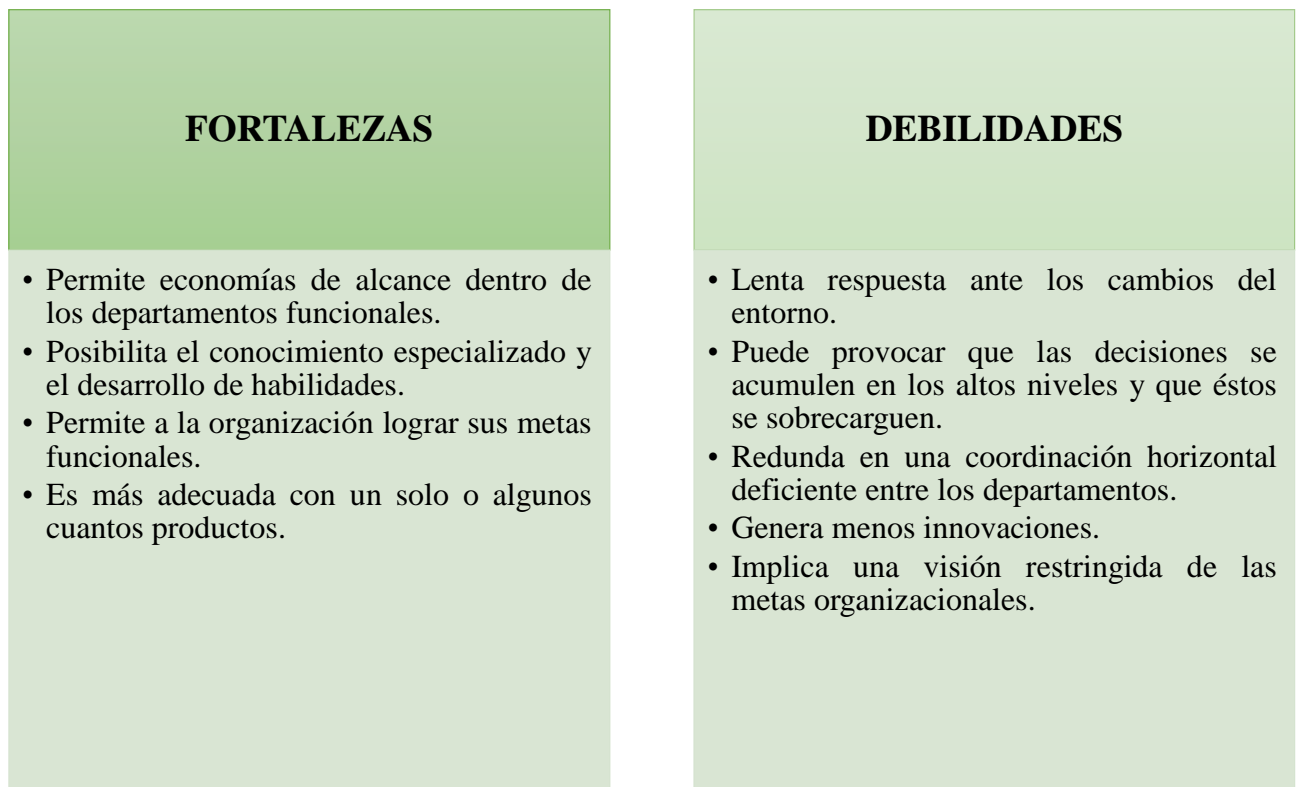 FORTALEZAS
• Permite economías de alcance dentro de
los departamentos funcionales.
• Posibilita el conocimiento especializado y
el desarrollo de habilidades.
• Permite a la organización lograr sus metas
funcionales.
• Es más adecuada con un solo o algunos
cuantos productos.
DEBILIDADES
• Lenta respuesta ante los cambios del
entorno.
• Puede provocar que las decisiones se
acumulen en los altos niveles y que éstos
se sobrecarguen.
• Redunda en una coordinación horizontal
deficiente entre los departamentos.
• Genera menos innovaciones.
• Implica una visión restringida de las
metas organizacionales.